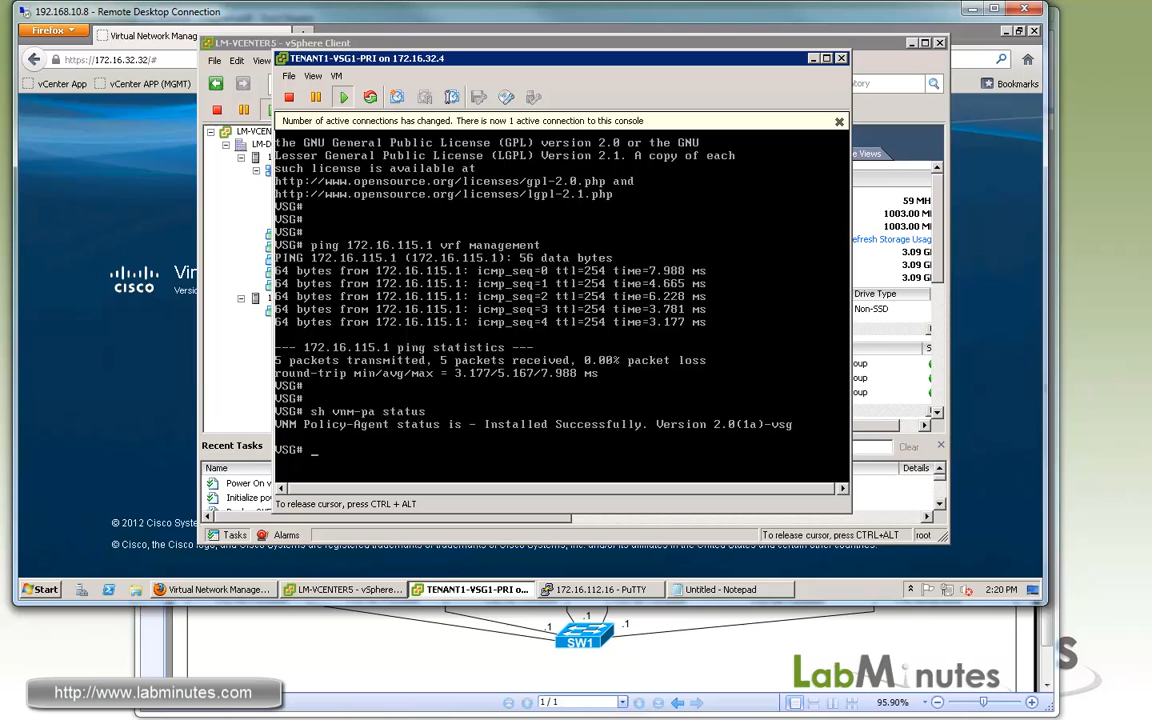 192.168.10.8 - Remote Desktop Connection
Firefox
Virtual Network Manag
https://172.16.32.32/
vCenter App
vCenter APP (MGMT)
Bookmarks
LM-VCENTER5 - vSphere Client
File Edit View
LM-VCEN
LM-D
TENANT1-VSG1-PRI on 172.16.32.4
File View VM
Number of active connections has changed. There is now 1 active connection to this console
the GNU General Public License (GPL) version 2.0 or the GNU
Lesser General Public License (LGPL) Version 2.1. A copy of each
such license is available at
http://www.opensource.org/licenses/gpl-2.0.php and
http://www.opensource.org/licenses/lgpl-2.1.php
VSG#
VSG#
VSG#
VSG# ping 172.16.115.1 vrf management
PING 172.16.115.1 (172.16.115.1): 56 data bytes
64 bytes from 172.16.115.1: icmp_seq=0 ttl=254 time=7.988 ms
64 bytes from 172.16.115.1: icmp_seq=1 ttl=254 time=4.665 ms
64 bytes from 172.16.115.1: icmp_seq=2 ttl=254 time=6.228 ms
64 bytes from 172.16.115.1: icmp_seq=3 ttl=254 time=3.781 ms
64 bytes from 172.16.115.1: icmp_seq=4 ttl=254 time=3.177 ms
--- 172.16.115.1 ping statistics ---
5 packets transmitted, 5 packets received, 0.00% packet loss
round-trip min/avg/max = 3.177/5.167/7.988 ms
VSG#
VSG#
VSG# sh vnm-pa status
VNM Policy-Agent status is - Installed Successfully. Version 2.0(1a)-vsg
VSG# _
To release cursor, press CTRL + ALT
tory
e Views
59 MH
1003.00 M
efresh Storage Usag
1003.00 M
3.09 G
3.09 G
Drive Type
Non-SSD
oup
oup
oup
Clear
Details
Recent Tasks
Name
Power On v
Initialize po
Tasks
Alarms
To release cursor, press CTRL+ALT
root
cisco
Vir
Versio
© 2012 Cisco Syste
© Cisco, the Cisco logo, and Cisco Systems are registered trademarks or trademarks of Cisco Systems, Inc. and/or its affiliates in the United States and certain other countries.
Start
Virtual Network Manage...
LM-VCENTER5 - vSphere...
TENANT1-VSG1-PRI o...
172.16.112.16 - PuTTY
Untitled - Notepad
2:20 PM
.1 .1 .1
SW1
LabMinutes
http://www.labminutes.com
1 / 1
95.90%